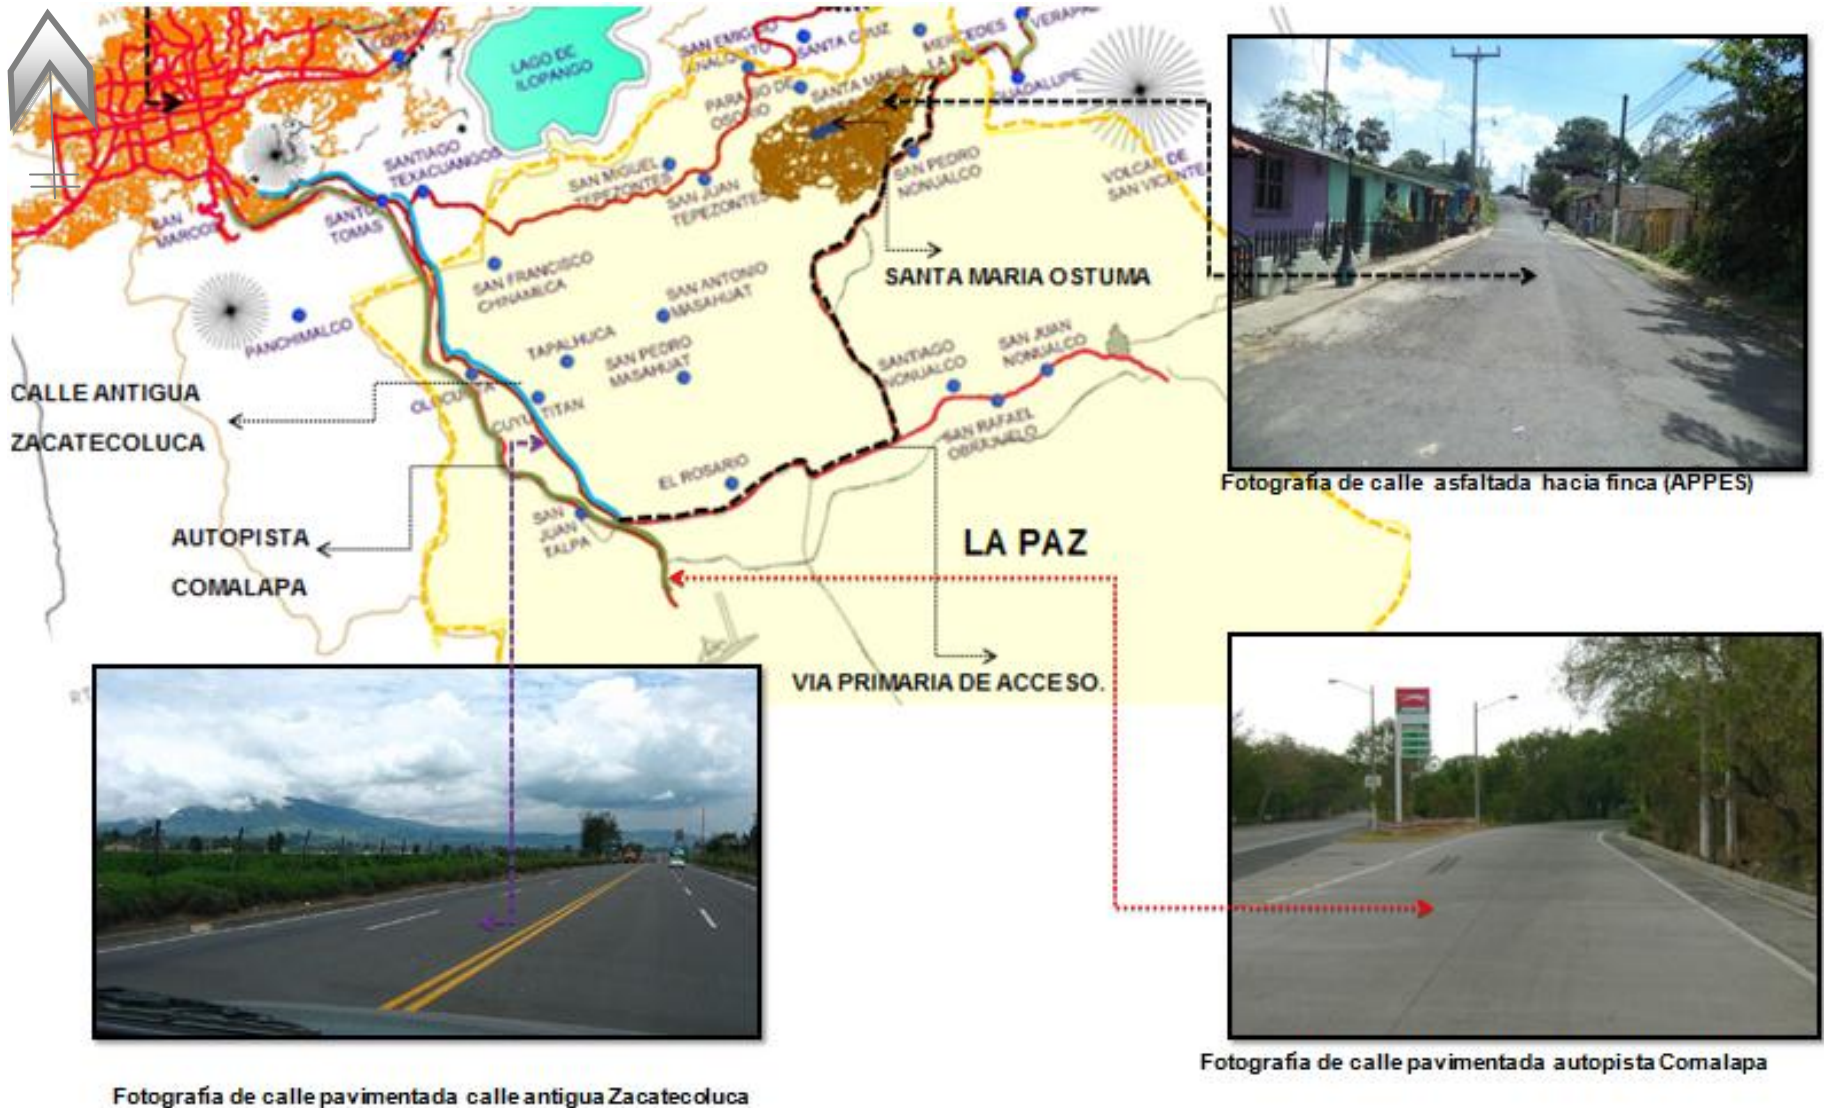 LAGO DE
ILOPANGO
SAN EMIGDIO
SANTA CRUZ
MERCEDES
LA
VERAPAZ
GUADALUPE
PARAISO DE
OSORIO
SANTA MARIA
SANTIAGO
TEXACUANGOS
SAN MIGUEL
TEPEZONTES
SAN JUAN
TEPEZONTES
SAN PEDRO
NONUALCO
VOLCAN DE
SAN VICENTE
SAN
MARCOS
SANTO
TOMAS
SAN FRANCISCO
CHINAMECA
SAN ANTONIO
MASAHUAT
SANTA MARIA OSTUMA
PANCHIMALCO
TAPALHUCA
SAN PEDRO
MASAHUAT
SANTIAGO
NONUALCO
SAN JUAN
NONUALCO
CALLE ANTIGUA
ZACATECOLUCA
OLOCUILTA
CUYULTITAN
SAN RAFAEL
OBRAJUELO
EL ROSARIO
Fotografía de calle asfaltada hacia finca (APPES)
SAN
JUAN
TALPA
AUTOPISTA
COMALAPA
LA PAZ
VIA PRIMARIA DE ACCESO.
Fotografía de calle pavimentada autopista Comalapa
Fotografía de calle pavimentada calle antigua Zacatecoluca